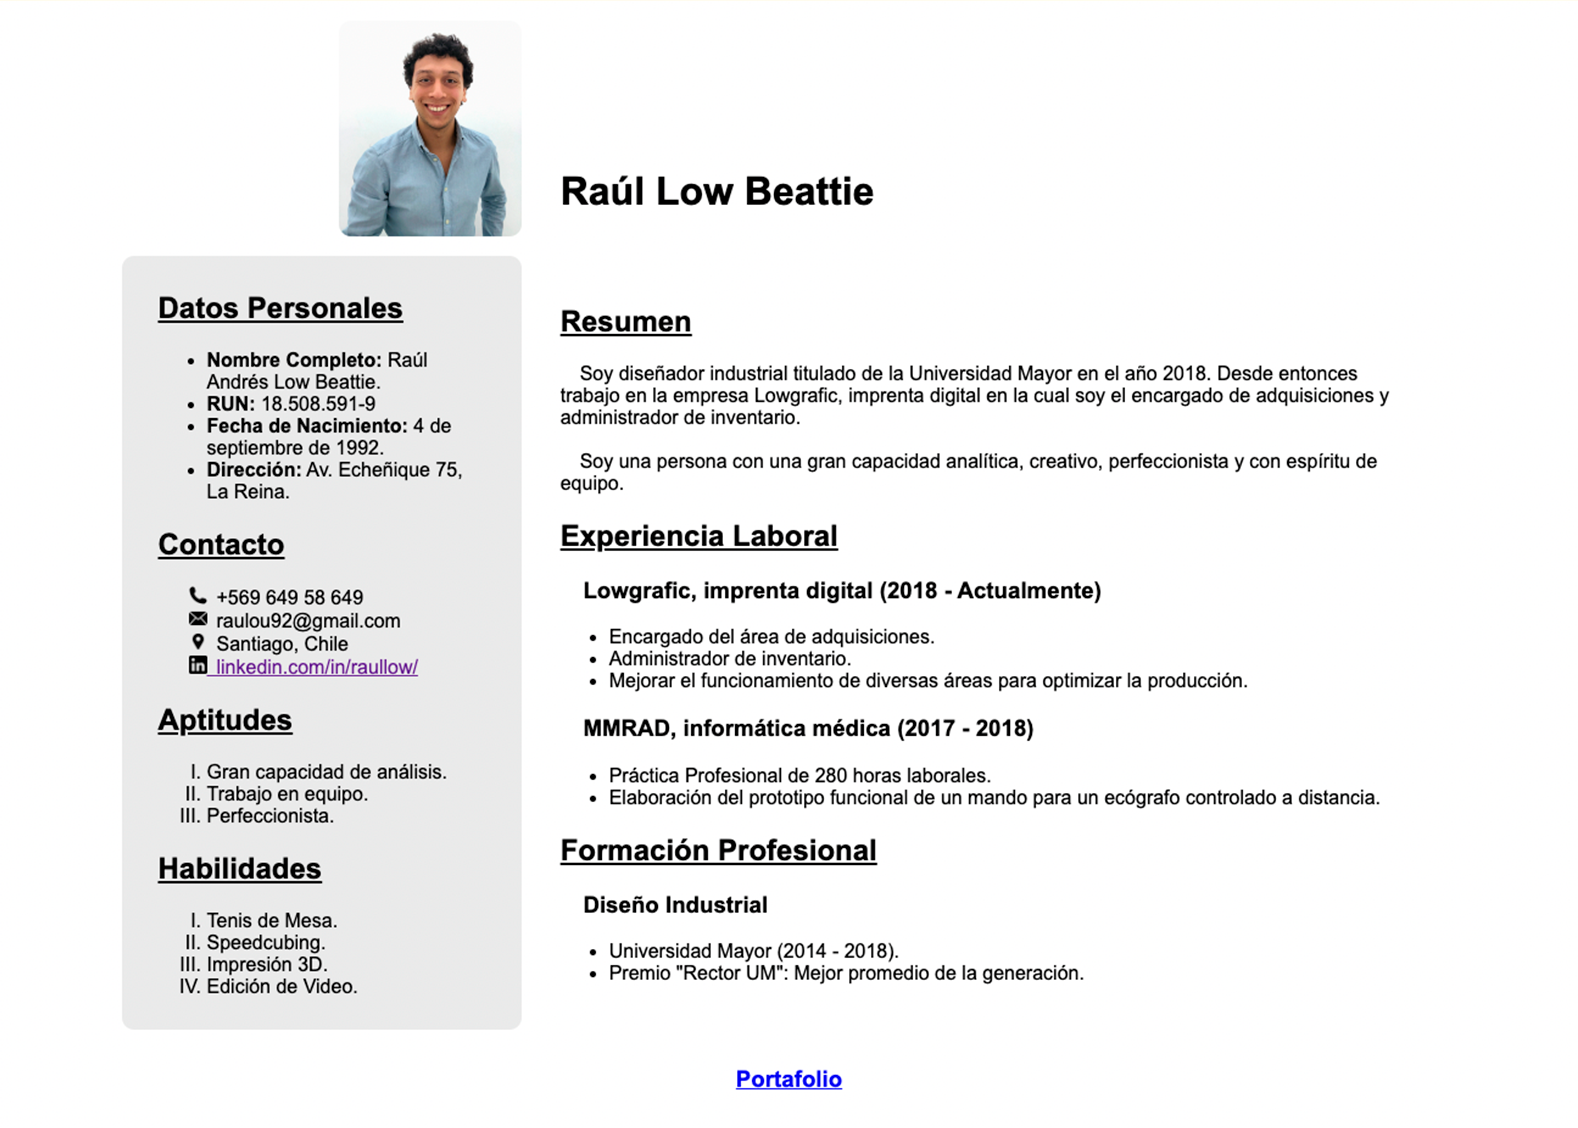 Raúl Low Beattie
Datos Personales
• Nombre Completo: Raúl
Andrés Low Beattie.
• RUN: 18.508.591-9
• Fecha de Nacimiento: 4 de
septiembre de 1992.
• Dirección: Av. Echeñique 75,
La Reina.
Contacto
+569 649 58 649
raulou92@gmail.com
Santiago, Chile
linkedin.com/in/raullow/
Aptitudes
I. Gran capacidad de análisis.
II. Trabajo en equipo.
III. Perfeccionista.
Habilidades
I. Tenis de Mesa.
II. Speedcubing.
III. Impresión 3D.
IV. Edición de Video.
Resumen
Soy diseñador industrial titulado de la Universidad Mayor en el año 2018. Desde entonces
trabajo en la empresa Lowgrafic, imprenta digital en la cual soy el encargado de adquisiciones y
administrador de inventario.
Soy una persona con una gran capacidad analítica, creativo, perfeccionista y con espíritu de
equipo.
Experiencia Laboral
Lowgrafic, imprenta digital (2018 - Actualmente)
• Encargado del área de adquisiciones.
• Administrador de inventario.
• Mejorar el funcionamiento de diversas áreas para optimizar la producción.
MMRAD, informática médica (2017 - 2018)
• Práctica Profesional de 280 horas laborales.
• Elaboración del prototipo funcional de un mando para un ecógrafo controlado a distancia.
Formación Profesional
Diseño Industrial
• Universidad Mayor (2014 - 2018).
• Premio "Rector UM": Mejor promedio de la generación.
Portafolio